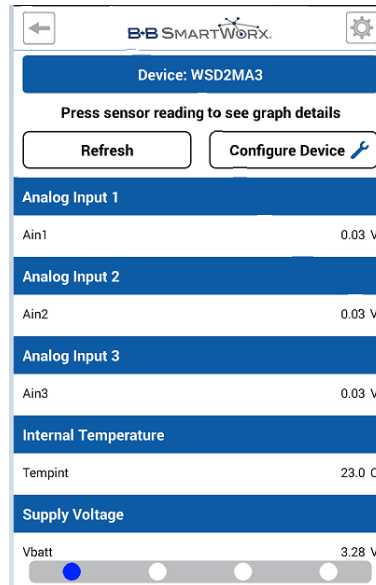 B+B SMARTWORX.
Device: WSD2MA3
Press sensor reading to see graph details
Refresh
Configure Device
Analog Input 1
Ain1 0.03 V
Analog Input 2
Ain2 0.03 V
Analog Input 3
Ain3 0.03 V
Internal Temperature
Tempint 23.0 C
Supply Voltage
Vbatt 3.28 V